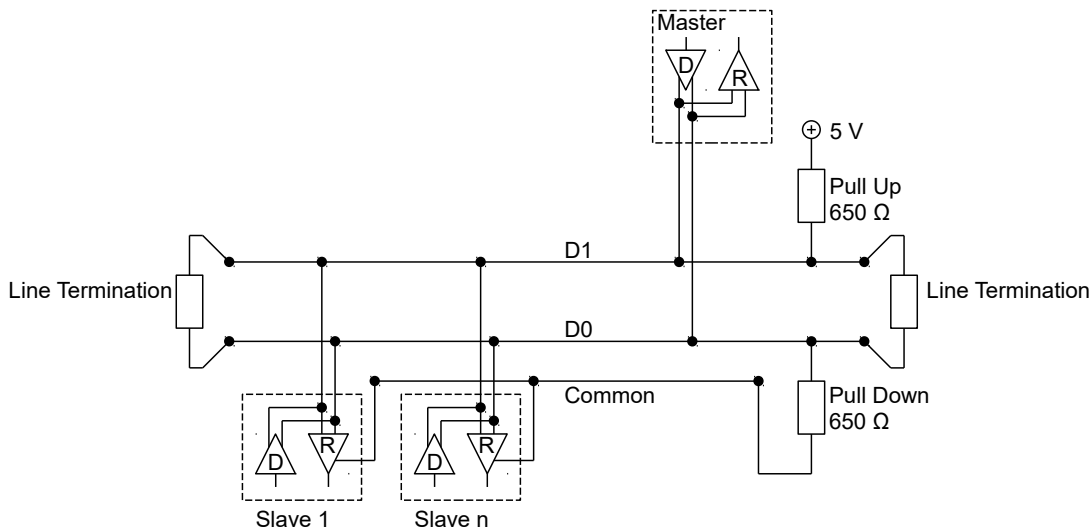 Master
D
R
5 V
Pull Up
650 Ω
D1
Line Termination
Line Termination
D0
Common
Pull Down
650 Ω
D
R
D
R
Slave 1
Slave n